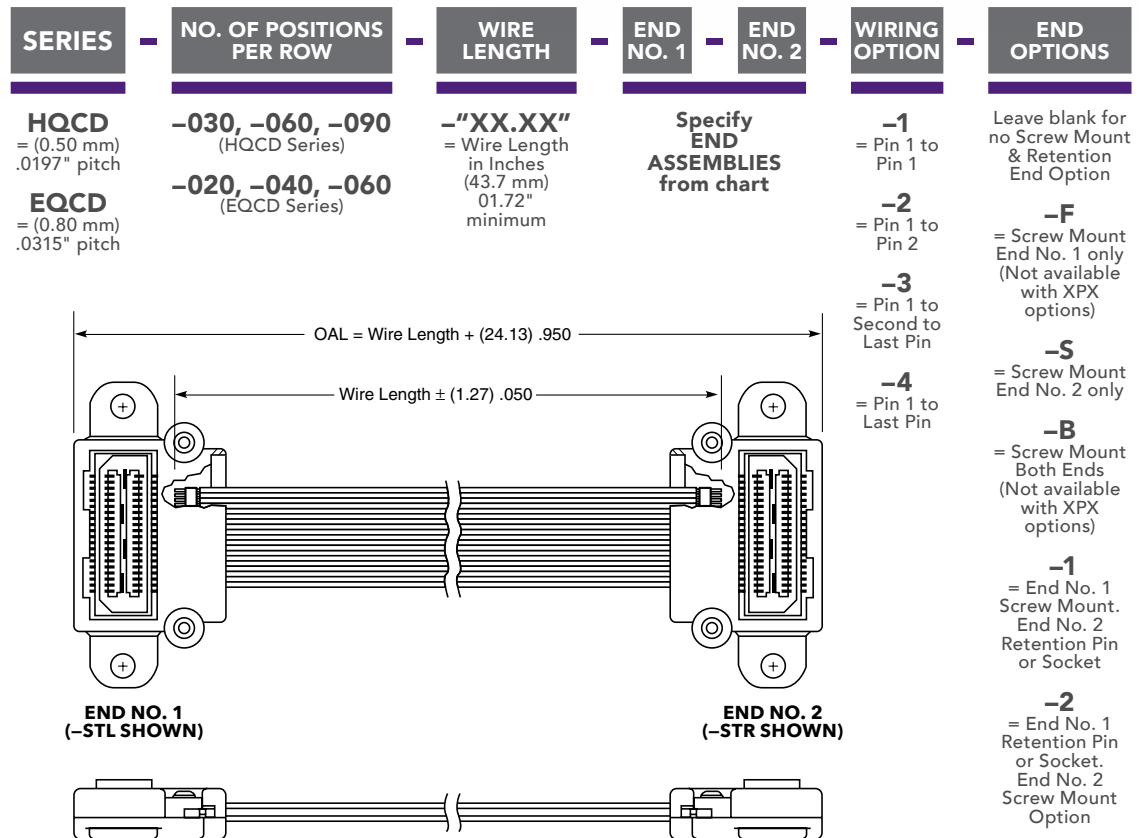 SERIES - NO. OF POSITIONS PER ROW - WIRE LENGTH - END NO. 1 - END NO. 2 - WIRING OPTION - END OPTIONS
HQCD
= (0.50 mm)
.0197" pitch
EQCD
= (0.80 mm)
.0315" pitch
–030, –060, –090
(HQCD Series)
–020, –040, –060
(EQCD Series)
–"XX.XX"
= Wire Length
in Inches
(43.7 mm)
01.72"
minimum
Specify
END
ASSEMBLIES
from chart
–1
= Pin 1 to
Pin 1
–2
= Pin 1 to
Pin 2
–3
= Pin 1 to
Second to
Last Pin
–4
= Pin 1 to
Last Pin
Leave blank for
no Screw Mount
& Retention
End Option
–F
= Screw Mount
End No. 1 only
(Not available
with XPX
options)
–S
= Screw Mount
End No. 2 only
–B
= Screw Mount
Both Ends
(Not available
with XPX
options)
–1
= End No. 1
Screw Mount.
End No. 2
Retention Pin
or Socket
–2
= End No. 1
Retention Pin
or Socket.
End No. 2
Screw Mount
Option
OAL = Wire Length + (24.13) .950
Wire Length ± (1.27) .050
END NO. 1
(–STL SHOWN)
END NO. 2
(–STR SHOWN)